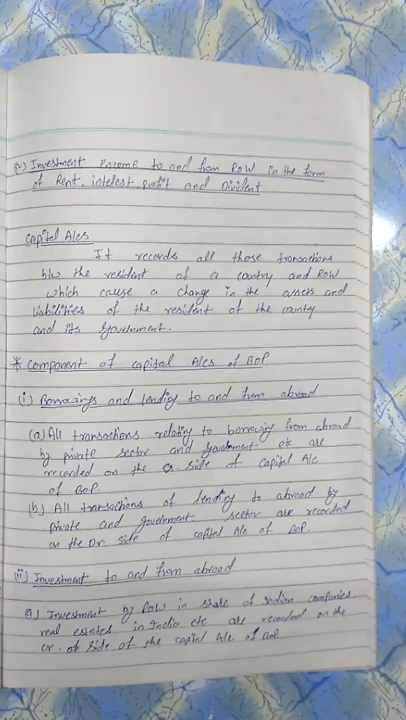 iv) Investment Income to and from ROW in the form
of Rent, interest, profit and Divident
Capital A/cs
It records all those transactions
b/w the resident of a country and ROW
which cause a change in the assets and
liabilities of the resident of the country
and its Government.
* Component of capital A/cs of BOP
(i) Borrowings and lending to and from abroad
(a) All transactions relating to borrowing from abroad
by private sector and government. etc are
recorded on the cr. side of capital A/c
of BoP.
(b) All transactions of lending to abroad by
private and government sector are recorded
on the Dr. side of capital A/c of BoP.
(ii) Investment to and from abroad
a) Investment by ROW in share of Indian companies
real estates in India etc are recorded on the
cr. of side of the capital A/c of BoP